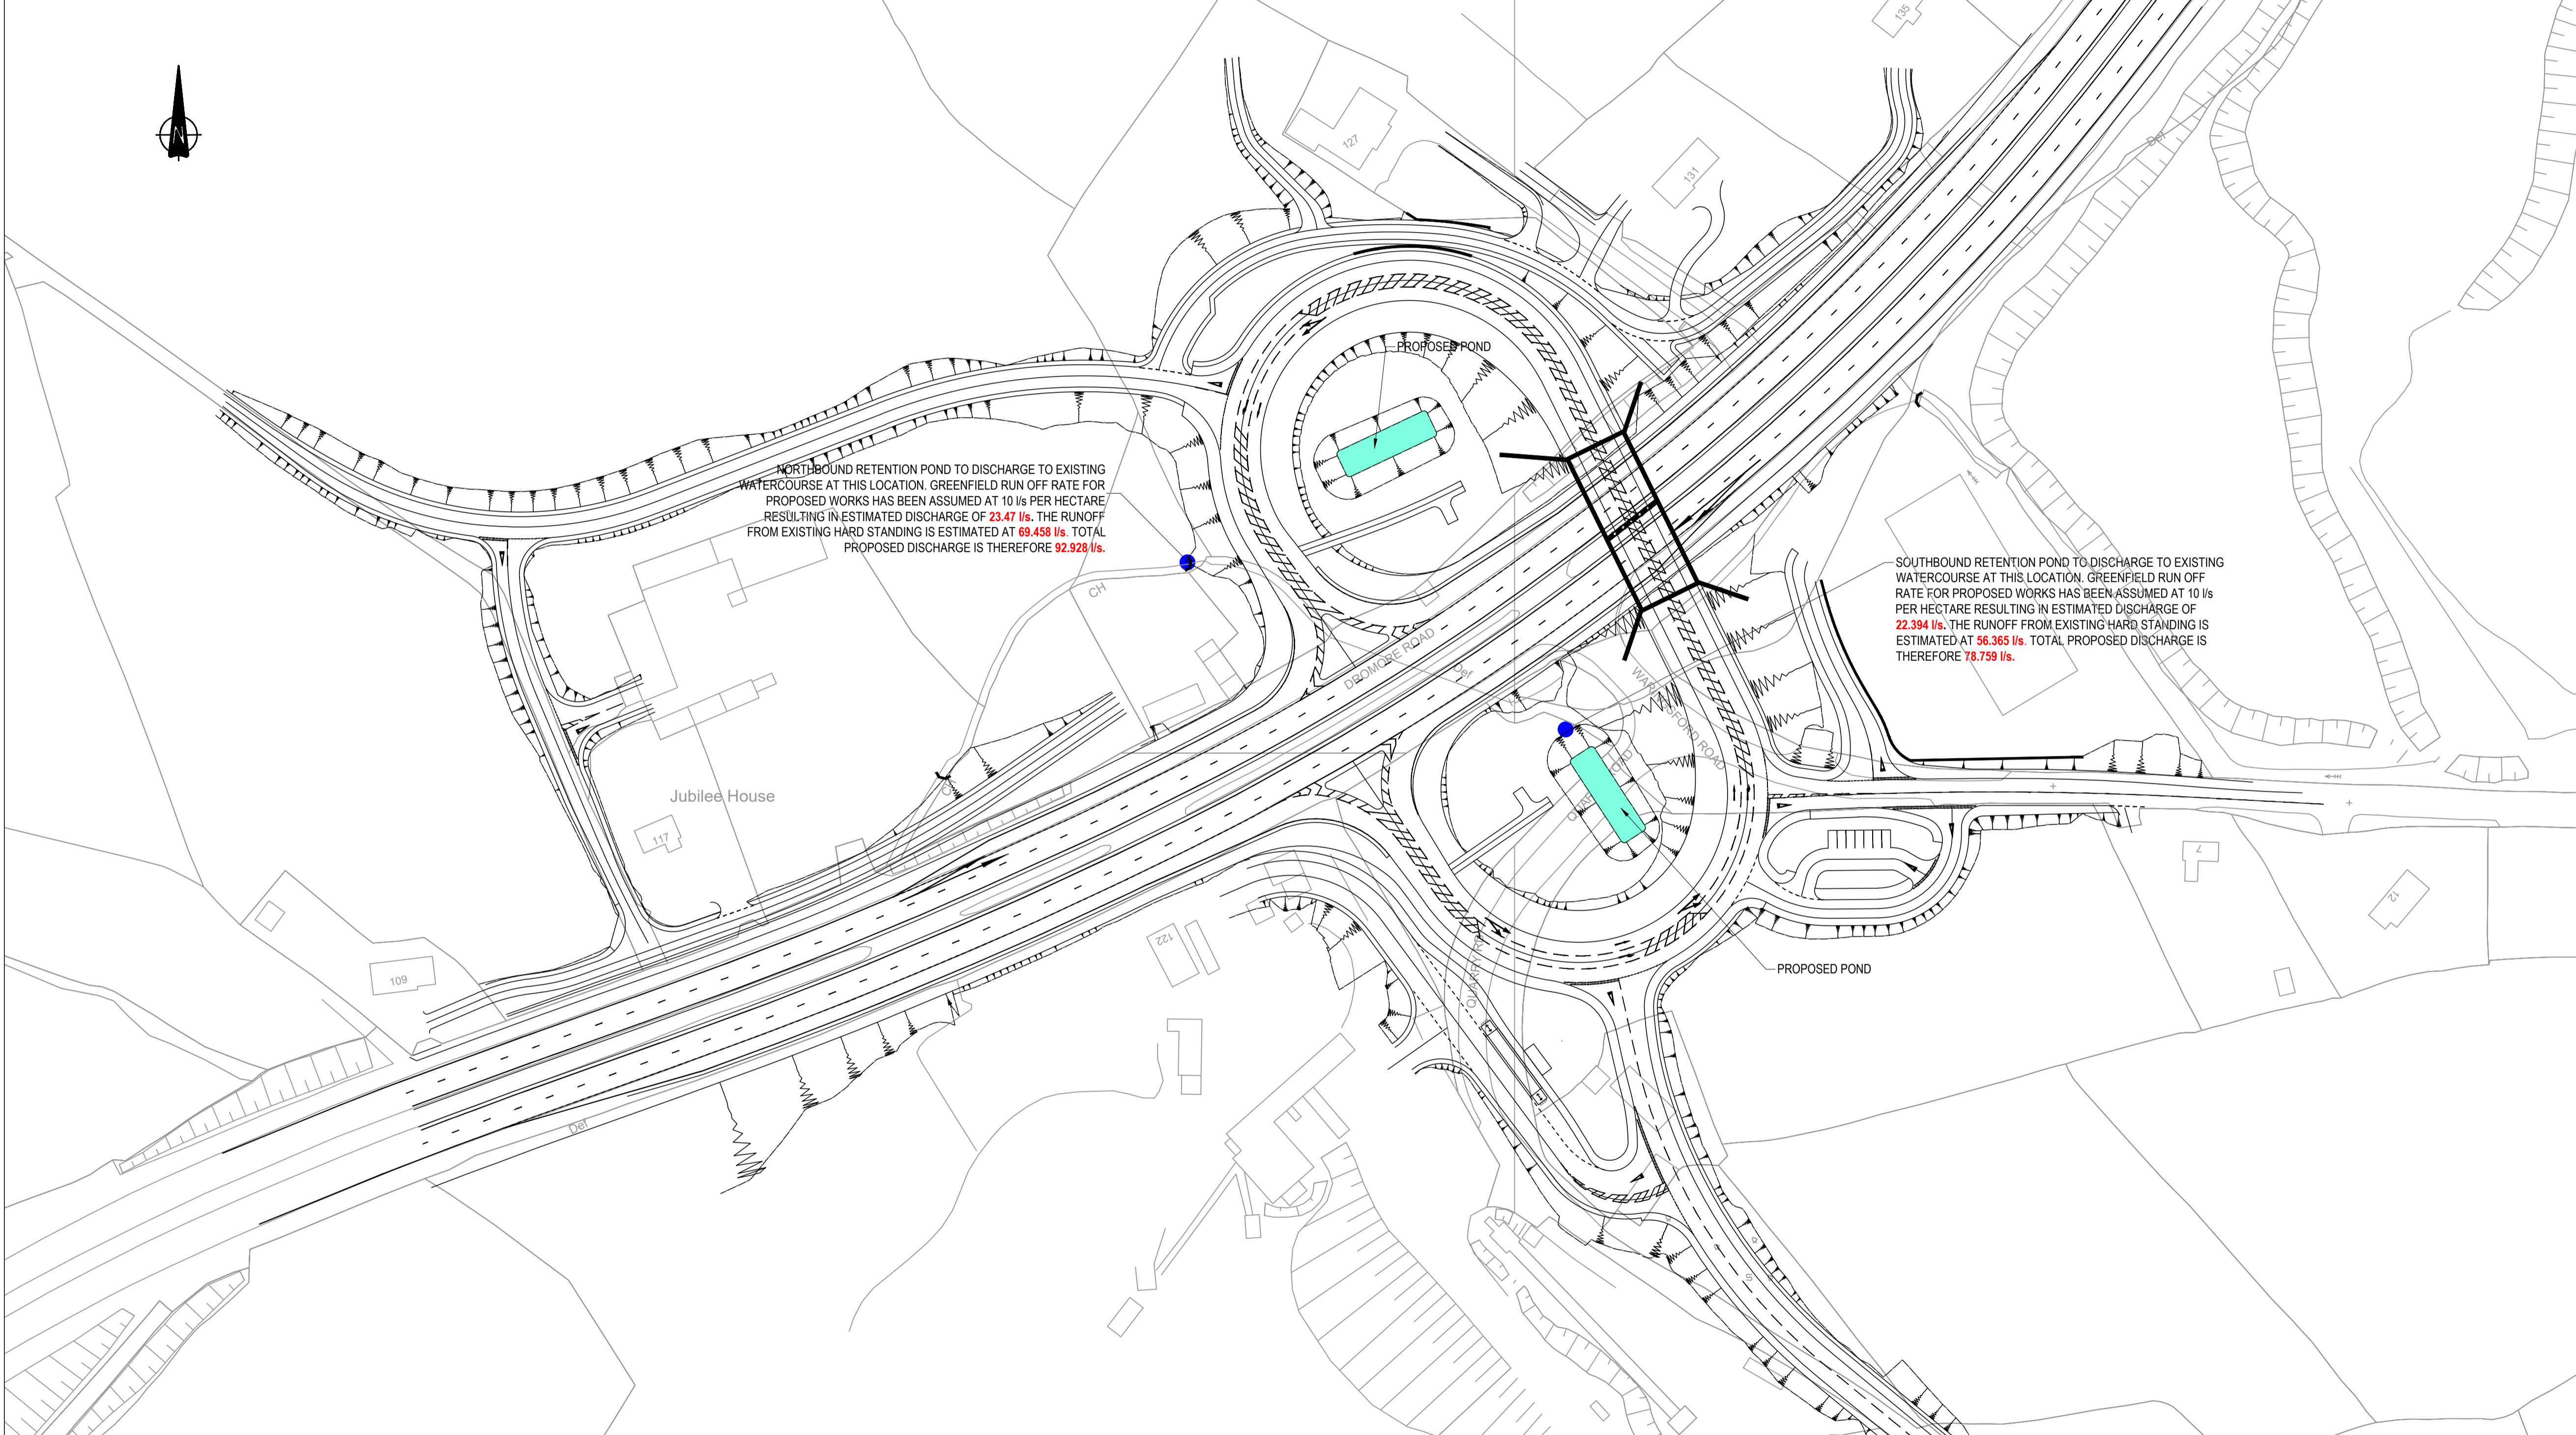 N
135
127
131
Def
PROPOSED POND
NORTHBOUND RETENTION POND TO DISCHARGE TO EXISTING
WATERCOURSE AT THIS LOCATION. GREENFIELD RUN OFF RATE FOR
PROPOSED WORKS HAS BEEN ASSUMED AT 10 l/s PER HECTARE
RESULTING IN ESTIMATED DISCHARGE OF 23.47 l/s. THE RUNOFF
FROM EXISTING HARD STANDING IS ESTIMATED AT 69.458 l/s. TOTAL
PROPOSED DISCHARGE IS THEREFORE 92.928 l/s.
SOUTHBOUND RETENTION POND TO DISCHARGE TO EXISTING
WATERCOURSE AT THIS LOCATION. GREENFIELD RUN OFF
RATE FOR PROPOSED WORKS HAS BEEN ASSUMED AT 10 l/s
PER HECTARE RESULTING IN ESTIMATED DISCHARGE OF
22.394 l/s. THE RUNOFF FROM EXISTING HARD STANDING IS
ESTIMATED AT 56.365 l/s. TOTAL PROPOSED DISCHARGE IS
THEREFORE 78.759 l/s.
CH
DROMORE ROAD
Def
ROAD
Jubilee House
117
7
12
122
109
QUARRY RD
PROPOSED POND
Def